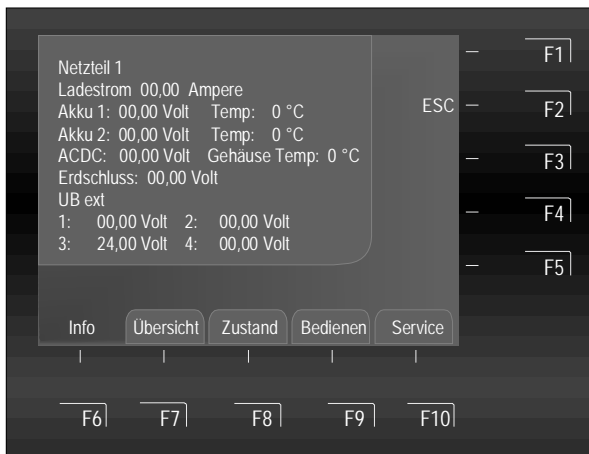 F1
Netzteil 1
Ladestrom 00,00 Ampere
Akku 1: 00,00 Volt Temp: 0 °C
ESC
F2
Akku 2: 00,00 Volt Temp: 0 °C
ACDC: 00,00 Volt Gehäuse Temp: 0 °C
F3
Erdschluss: 00,00 Volt
UB ext
1: 00,00 Volt 2: 00,00 Volt
F4
3: 24,00 Volt 4: 00,00 Volt
F5
Info Übersicht Zustand Bedienen Service
F6 F7 F8 F9 F10